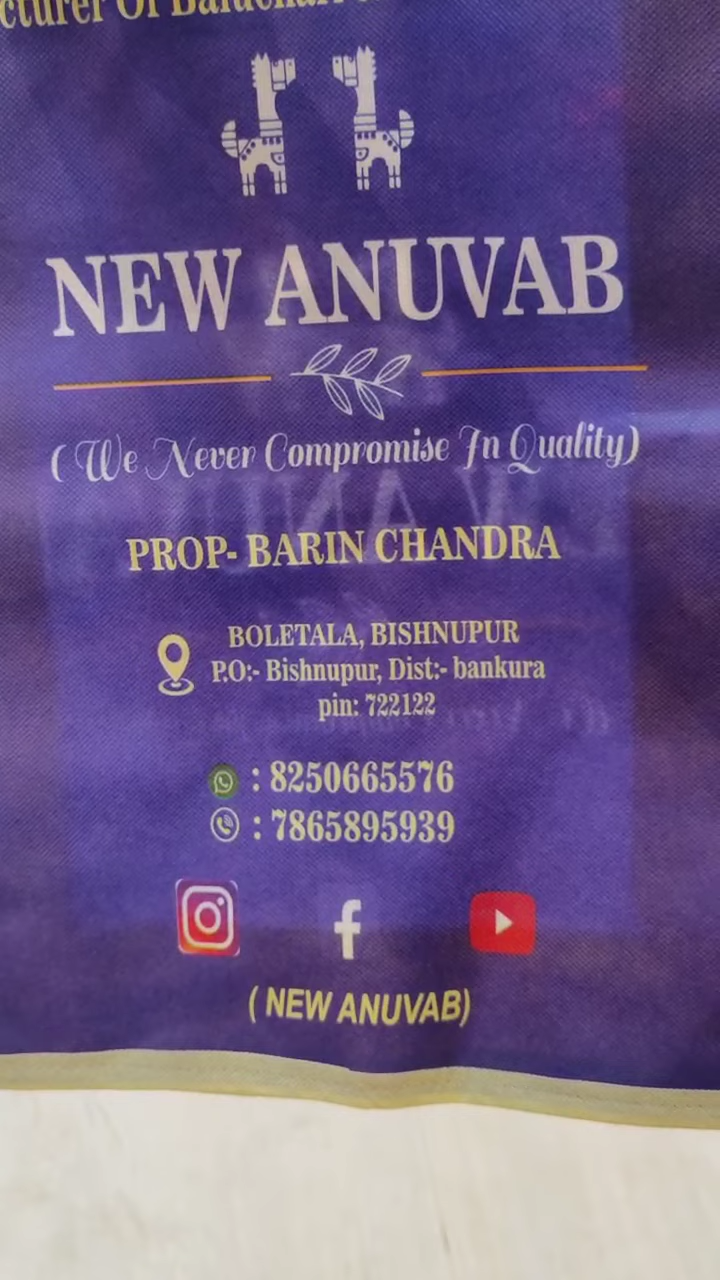 Of
NEW ANUVAB
( We Never Compromise In Quality)
PROP- BARIN CHANDRA
BOLETALA, BISHNUPUR
P.O:- Bishnupur, Dist:- bankura
pin: 722122
: 8250665576
: 7865895939
( NEW ANUVAB)